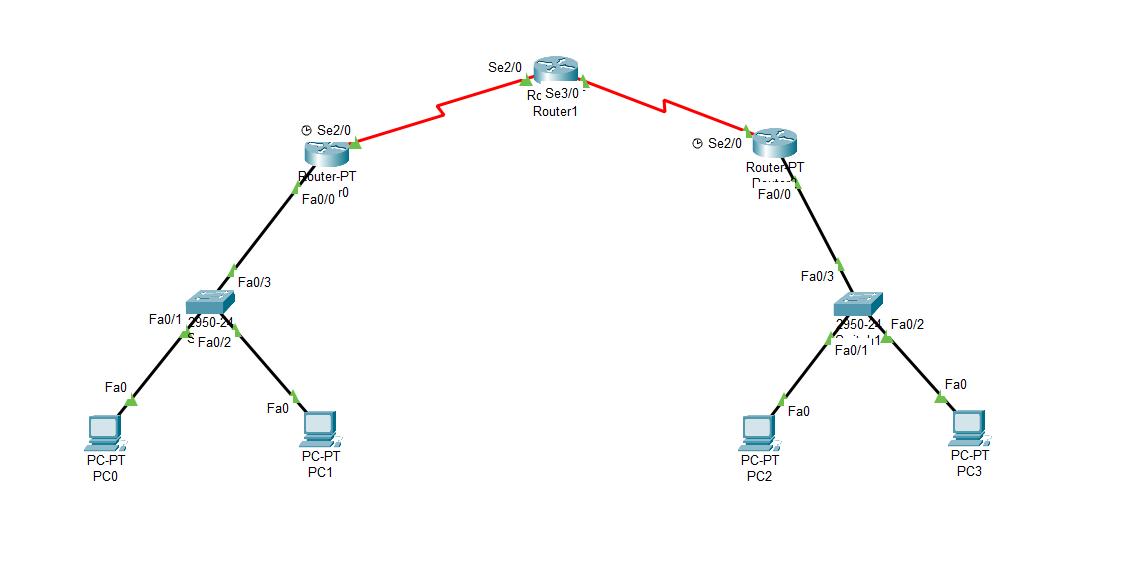 Se2/0
Se3/0
Router1
Se2/0
Router-PT
r0
Fa0/0
Se2/0
Router-PT
Fa0/0
Fa0/3
Fa0/1
2950-24
Fa0/2
Fa0/3
2950-24
Fa0/2
Fa0/1
Fa0
PC-PT
PC0
Fa0
PC-PT
PC1
Fa0
PC-PT
PC2
Fa0
PC-PT
PC3